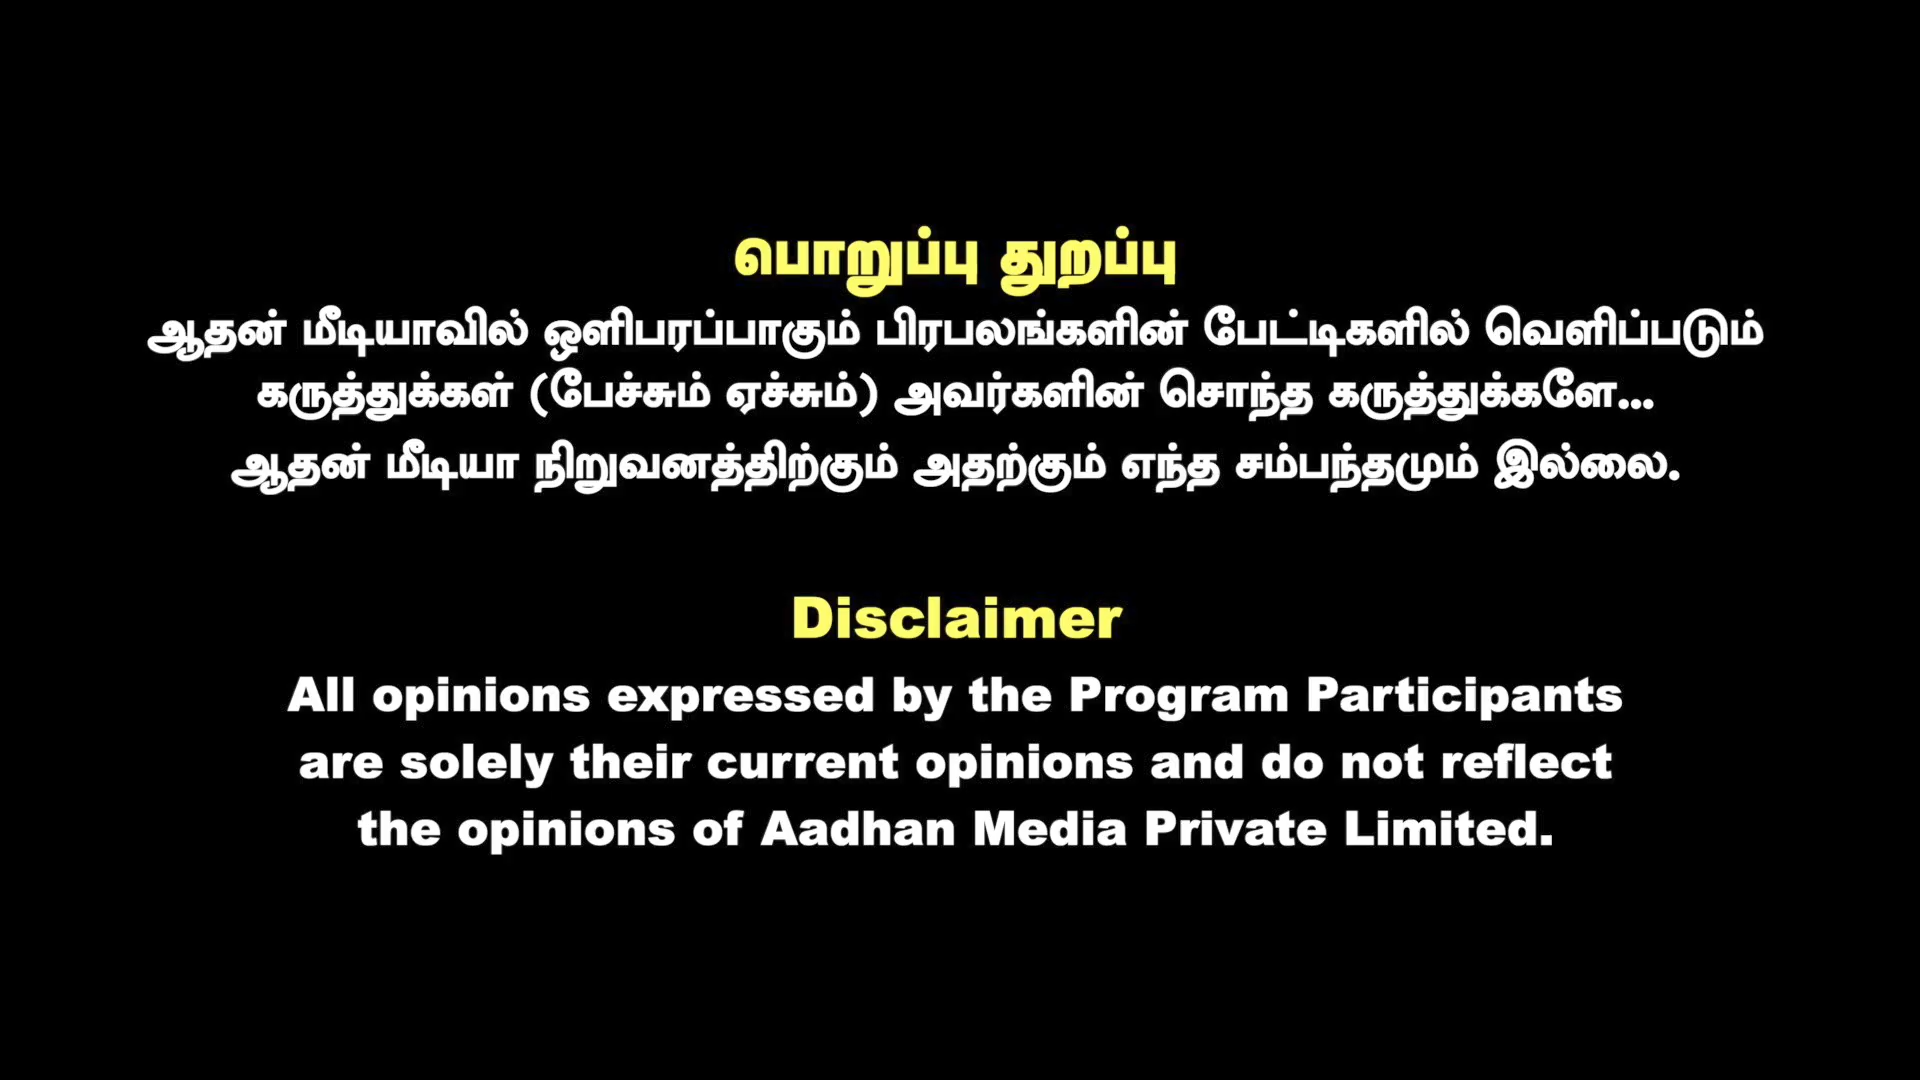 பொறுப்பு துறப்பு
ஆதன் மீடியாவில் ஒளிபரப்பாகும் பிரபலங்களின் பேட்டிகளில் வெளிப்படும்
கருத்துக்கள் (பேச்சும் ஏச்சும்) அவர்களின் சொந்த கருத்துக்களே...
ஆதன் மீடியா நிறுவனத்திற்கும் அதற்கும் எந்த சம்பந்தமும் இல்லை.
Disclaimer
All opinions expressed by the Program Participants
are solely their current opinions and do not reflect
the opinions of Aadhan Media Private Limited.